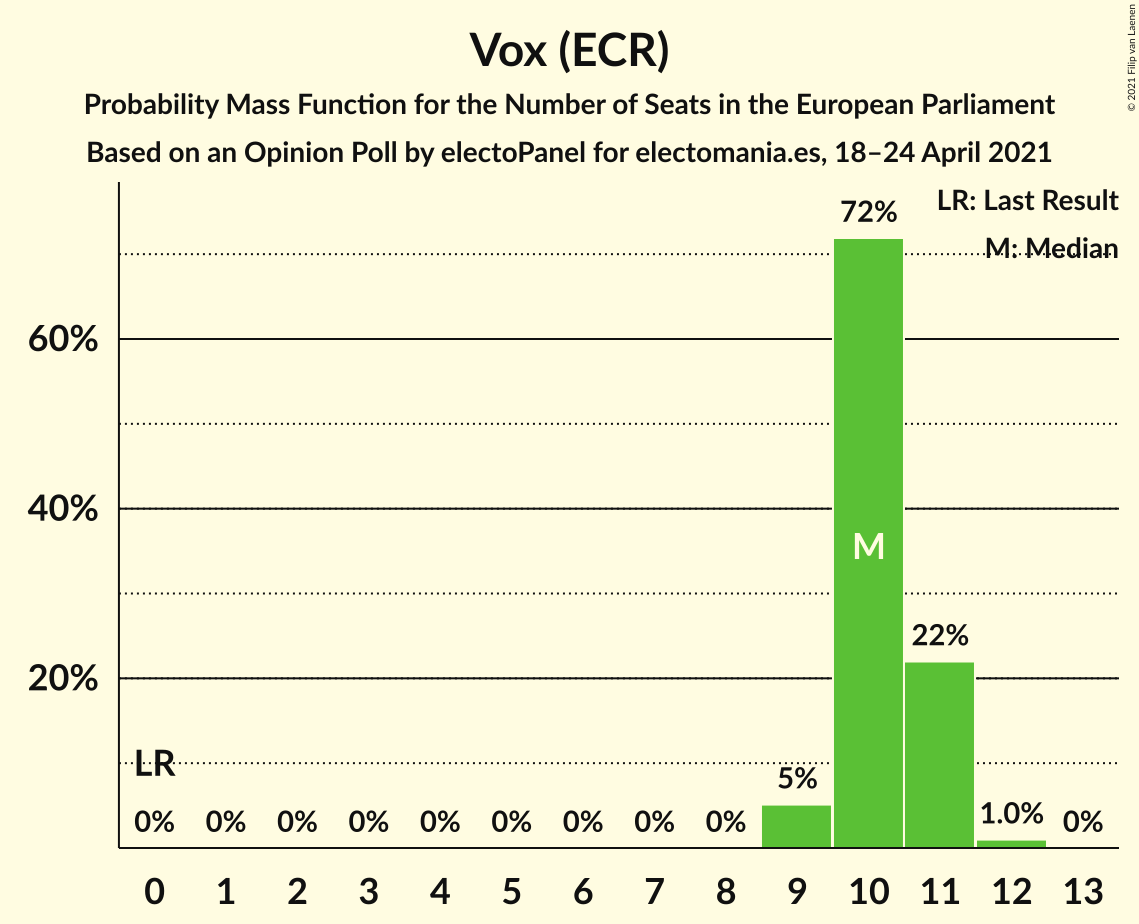 Vox (ECR)
Probability Mass Function for the Number of Seats in the European Parliament
Based on an Opinion Poll by electoPanel for electomania.es, 18–24 April 2021
© 2021 Filip van Laenen
LR: Last Result
M: Median
72%
60%
40%
M
22%
20%
LR
5%
0% 0% 0% 0% 0% 0% 0% 0% 0% 1.0% 0%
0 1 2 3 4 5 6 7 8 9 10 11 12 13